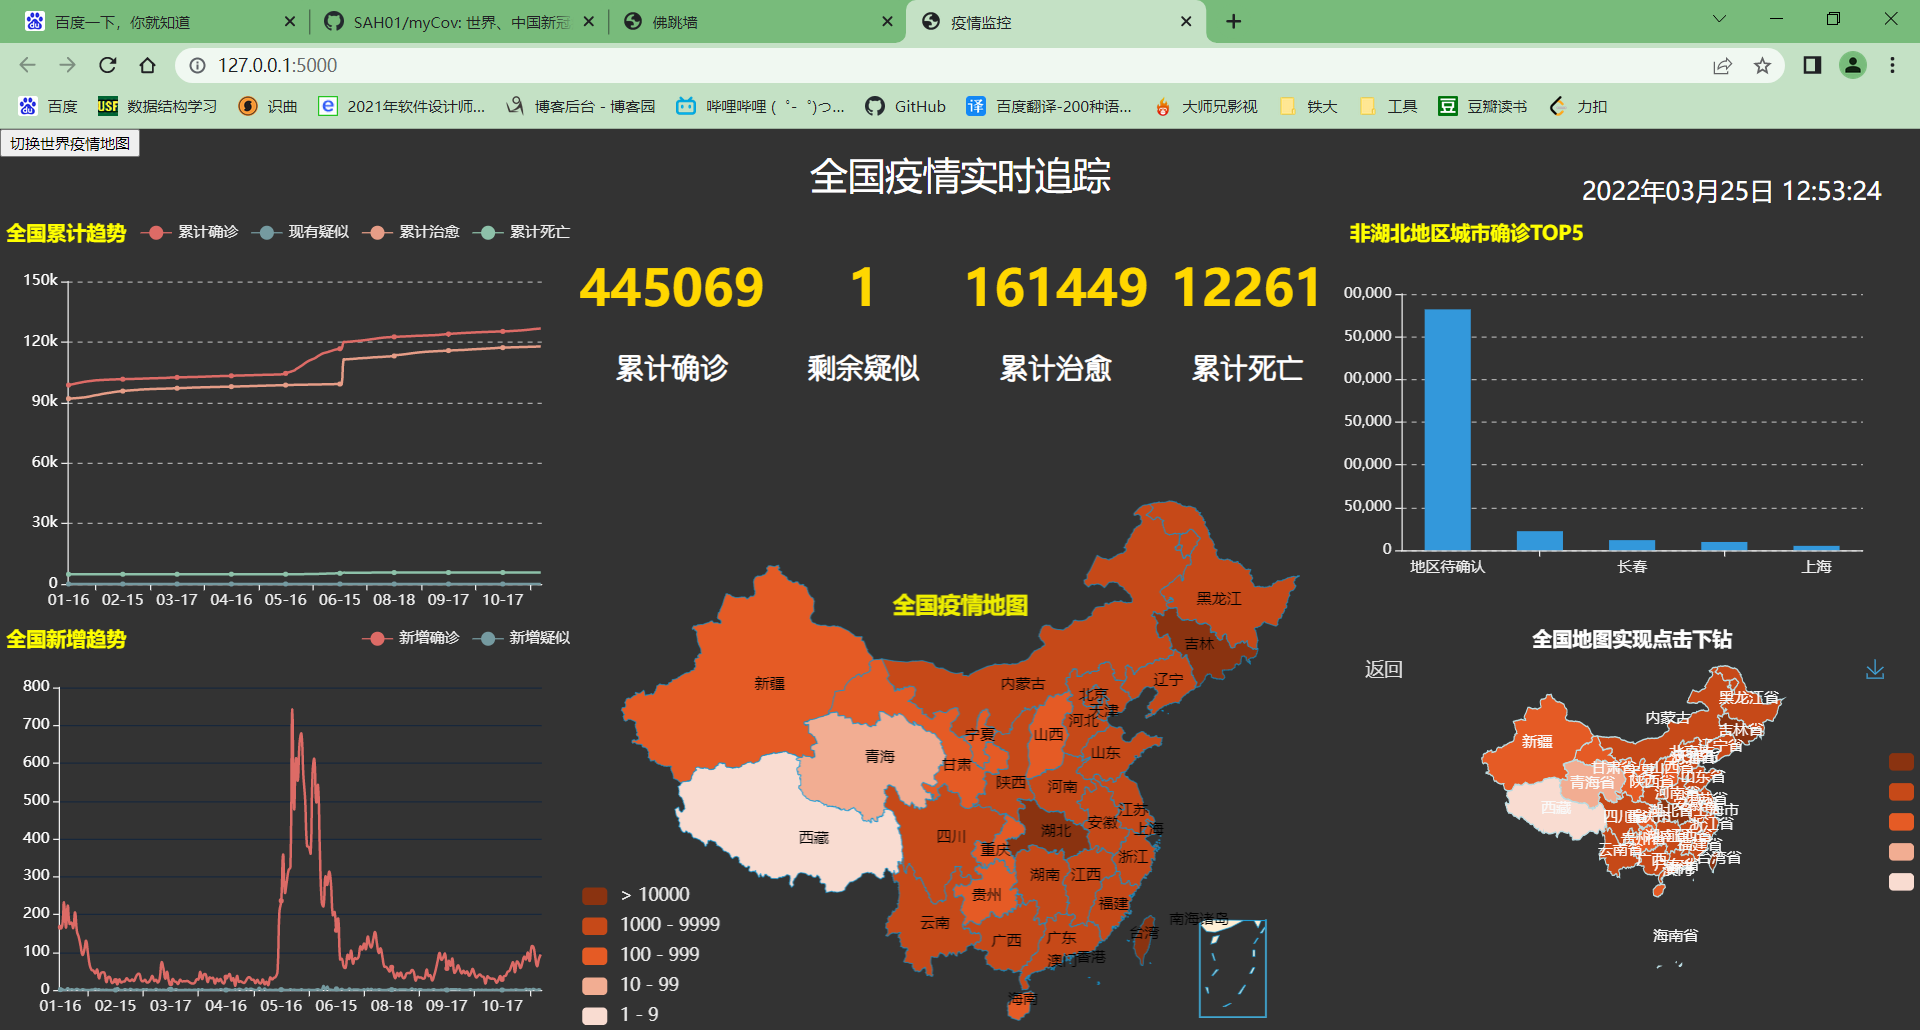 百度一下，你就知道
SAH01/myCov: 世界、中国新冠
佛跳墙
疫情监控
127.0.0.1:5000
百度
数据结构学习
识曲
2021年软件设计师...
博客后台 - 博客园
哔哩哔哩 (゜-゜)つ...
GitHub
百度翻译-200种语...
大师兄影视
铁大
工具
豆瓣读书
力扣
切换世界疫情地图
全国疫情实时追踪
2022年03月25日 12:53:24
全国累计趋势
累计确诊 现有疑似 累计治愈 累计死亡
150k
120k
90k
60k
30k
0
01-16 02-15 03-17 04-16 05-16 06-15 08-18 09-17 10-17
全国新增趋势
新增确诊 新增疑似
800
700
600
500
400
300
200
100
0
01-16 02-15 03-17 04-16 05-16 06-15 08-18 09-17 10-17
445069 1 161449 12261
累计确诊 剩余疑似 累计治愈 累计死亡
全国疫情地图
黑龙江
吉林
辽宁
内蒙古
新疆
北京
天津
河北
山西
宁夏
山东
青海
甘肃
陕西
河南
江苏
安徽
上海
湖北
四川
西藏
重庆
浙江
湖南
江西
贵州
福建
云南
南海诸岛
台湾
广西
广东
香港
澳门
海南
> 10000
1000 - 9999
100 - 999
10 - 99
1 - 9
非湖北地区城市确诊TOP5
00,000
50,000
00,000
50,000
00,000
50,000
0
地区待确认 长春 上海
全国地图实现点击下钻
返回
黑龙江省
内蒙古
吉林省
新疆
辽宁省
甘肃省
山西省
山东省
青海省
陕西省
河南省
西藏
湖北省
四川
浙江省
云南省
福建省
台湾省
广西
海南省